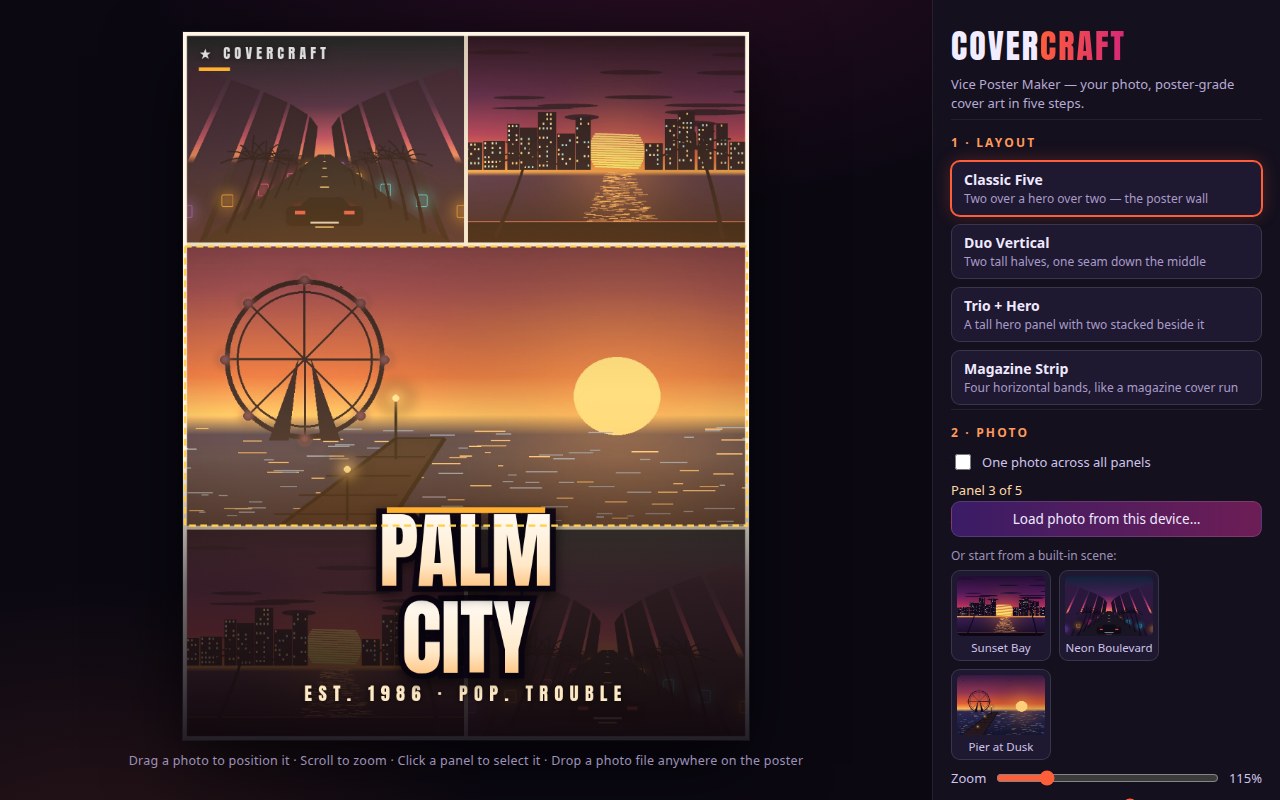 ★ COVERCRAFT
PALM
CITY
EST. 1986 · POP. TROUBLE
Drag a photo to position it · Scroll to zoom · Click a panel to select it · Drop a photo file anywhere on the poster
COVERCRAFT
Vice Poster Maker — your photo, poster-grade
cover art in five steps.
1 · LAYOUT
Classic Five
Two over a hero over two — the poster wall
Duo Vertical
Two tall halves, one seam down the middle
Trio + Hero
A tall hero panel with two stacked beside it
Magazine Strip
Four horizontal bands, like a magazine cover run
2 · PHOTO
One photo across all panels
Panel 3 of 5
Load photo from this device…
Or start from a built-in scene:
Sunset Bay
Neon Boulevard
Pier at Dusk
Zoom 115%